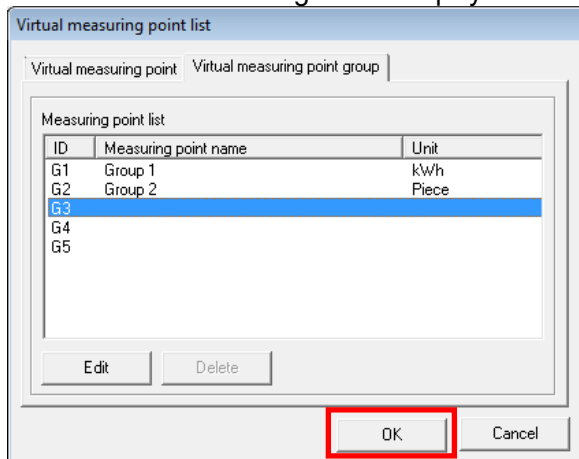 Virtual measuring point list
Virtual measuring point Virtual measuring point group
Measuring point list
ID Measuring point name Unit
G1 Group 1 kWh
G2 Group 2 Piece
G3
G4
G5
Edit Delete
OK Cancel